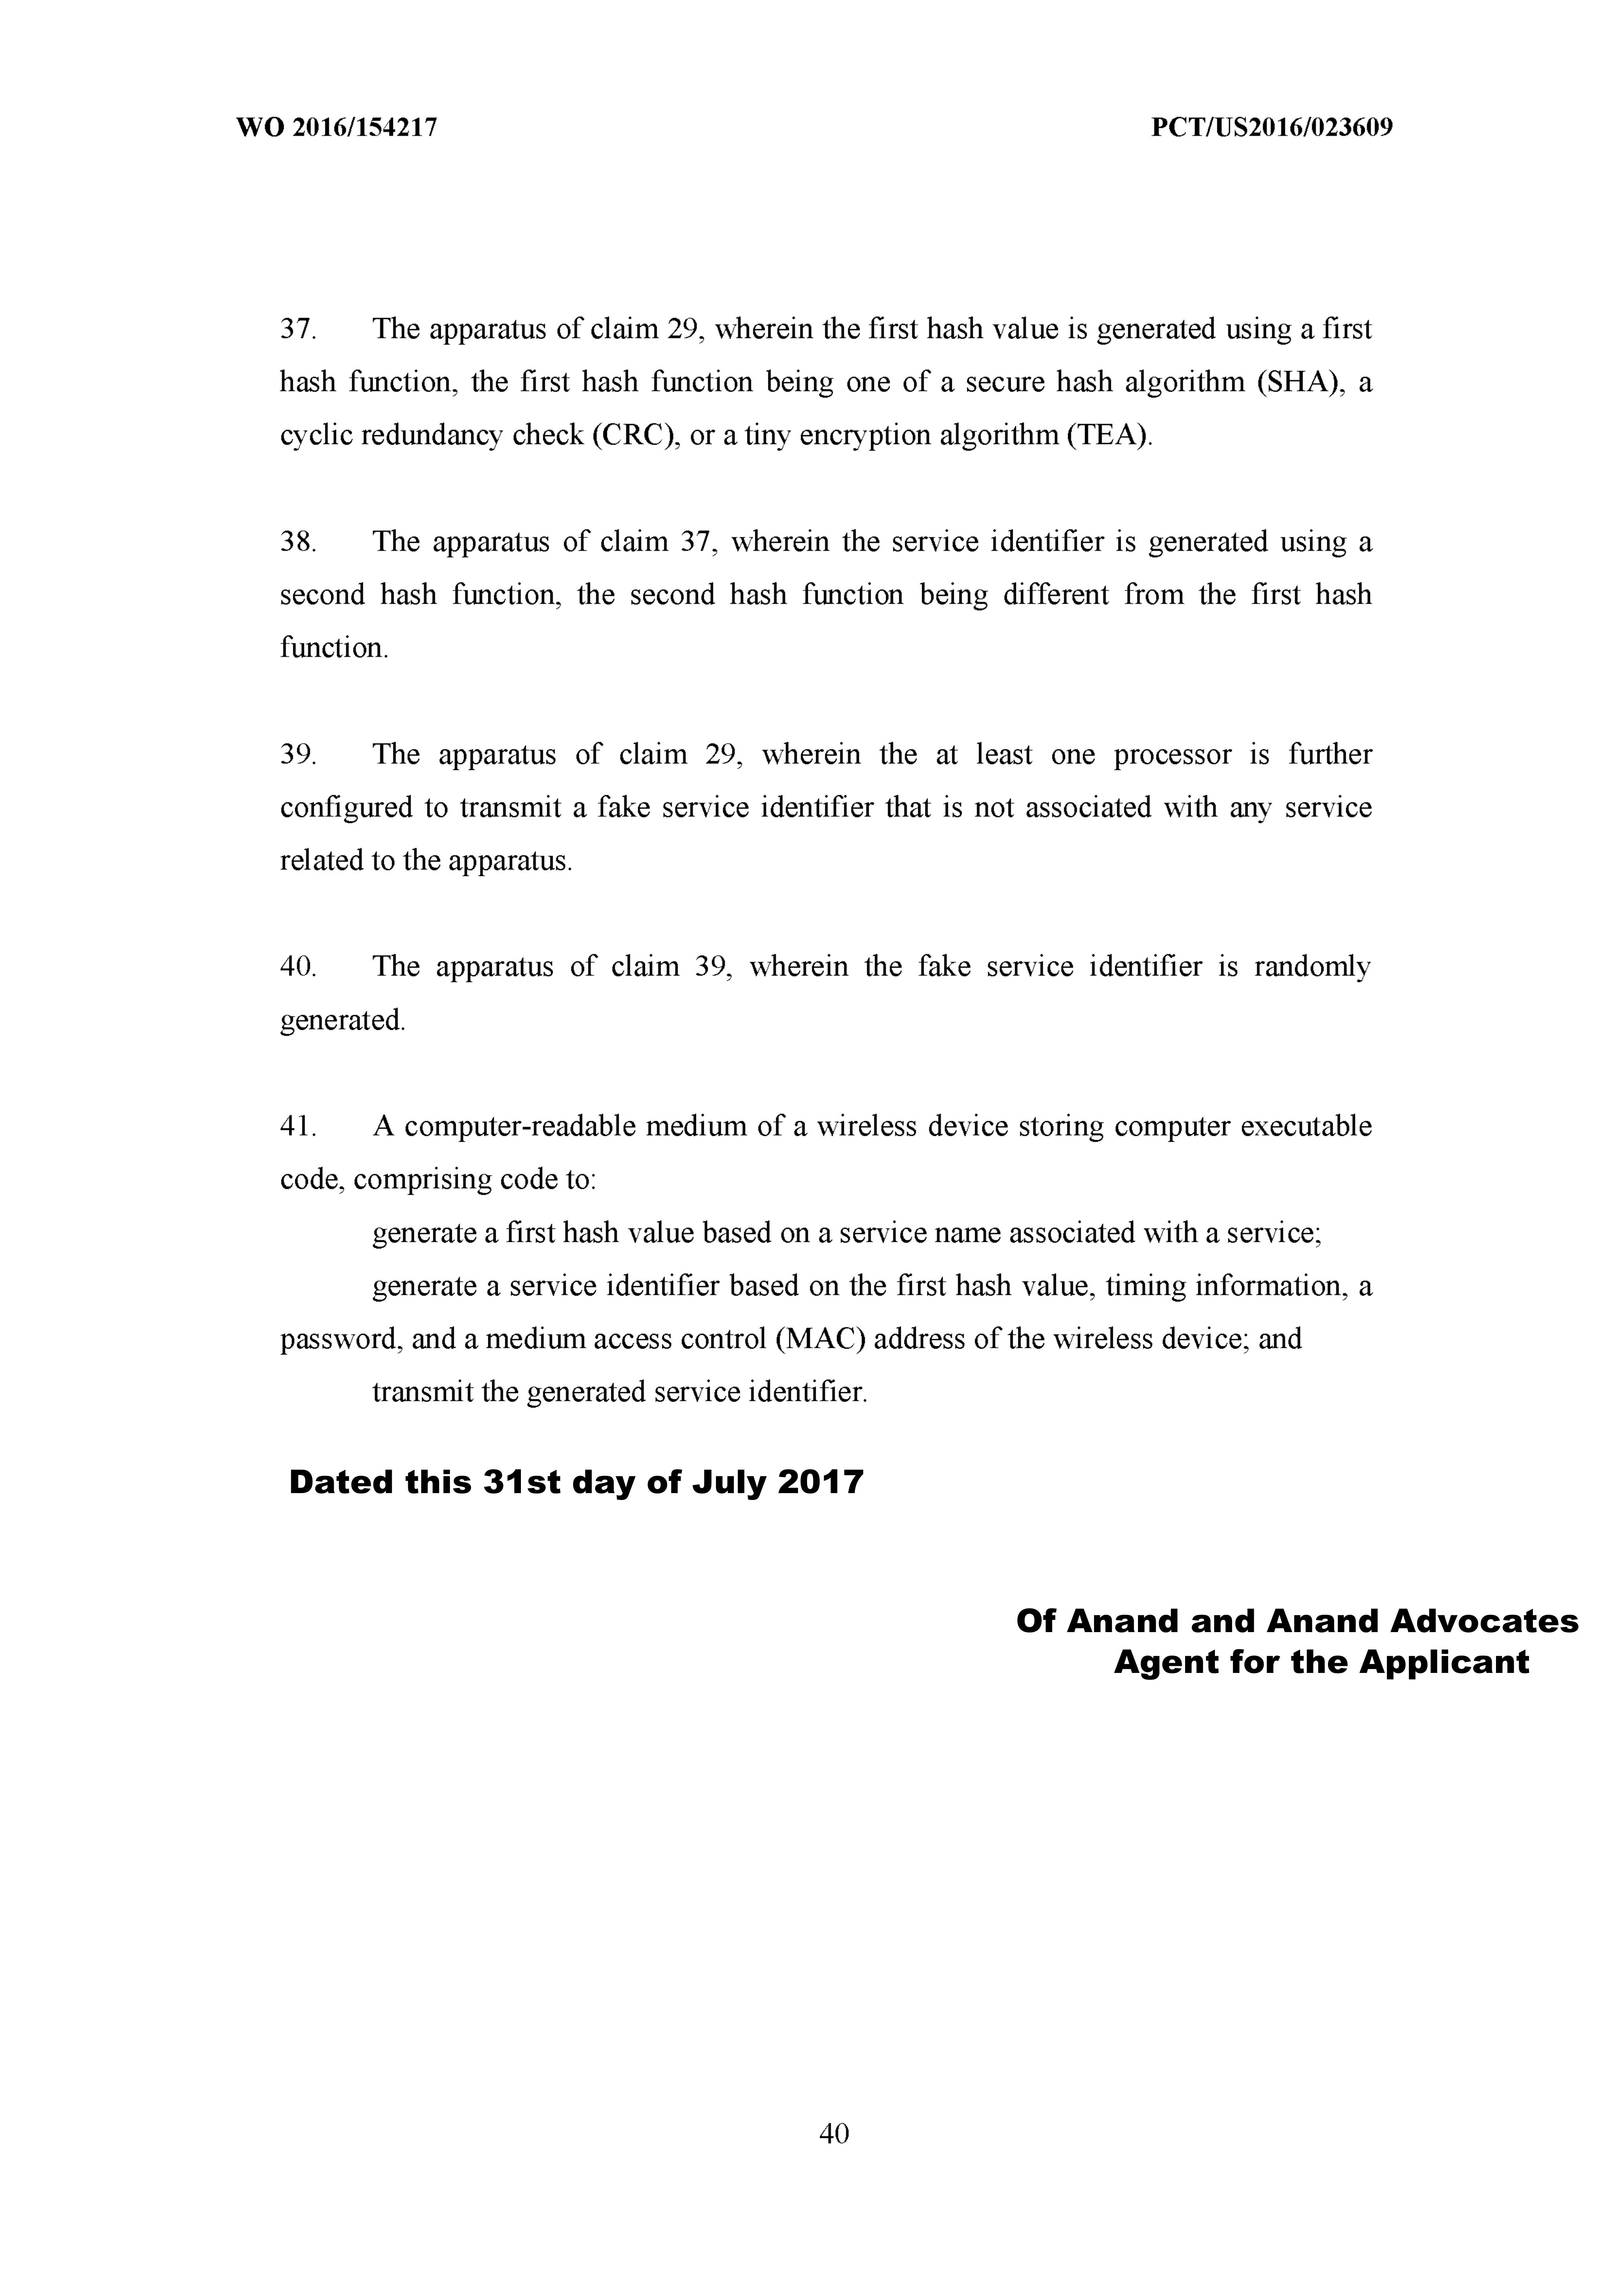 WO 2016/154217 PCT/US2016/023609
37. The apparatus of claim 29, wherein the first hash value is generated using a first
hash function, the first hash function being one of a secure hash algorithm (SHA), a
cyclic redundancy check (CRC), or a tiny encryption algorithm (TEA).
38. The apparatus of claim 37, wherein the service identifier is generated using a
second hash function, the second hash function being different from the first hash
function.
39. The apparatus of claim 29, wherein the at least one processor is further
configured to transmit a fake service identifier that is not associated with any service
related to the apparatus.
40. The apparatus of claim 39, wherein the fake service identifier is randomly
generated.
41. A computer-readable medium of a wireless device storing computer executable
code, comprising code to:
generate a first hash value based on a service name associated with a service;
generate a service identifier based on the first hash value, timing information, a
password, and a medium access control (MAC) address of the wireless device; and
transmit the generated service identifier.
Dated this 31st day of July 2017
Of Anand and Anand Advocates
Agent for the Applicant
40